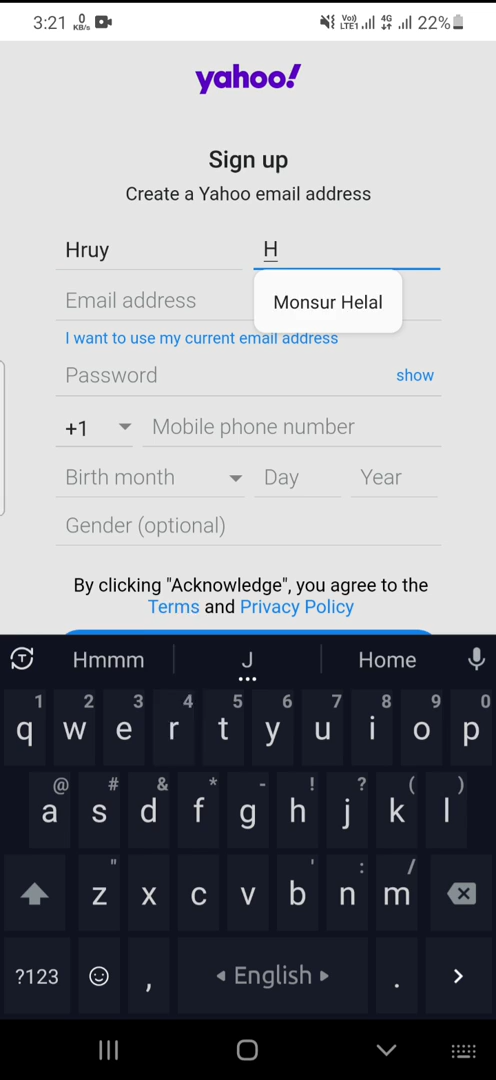 3:21 0 KB/s Vo)) LTE1 4G 22%
yahoo!
Sign up
Create a Yahoo email address
Hruy H
Email address
Monsur Helal
I want to use my current email address
Password show
+1 Mobile phone number
Birth month Day Year
Gender (optional)
By clicking "Acknowledge", you agree to the
Terms and Privacy Policy
T Hmmm J Home
1 2 3 4 5 6 7 8 9 0
q w e r t y u i o p
@ # & * - ! ? ( )
a s d f g h j k l
" ' : /
z x c v b n m
?123 , English . >